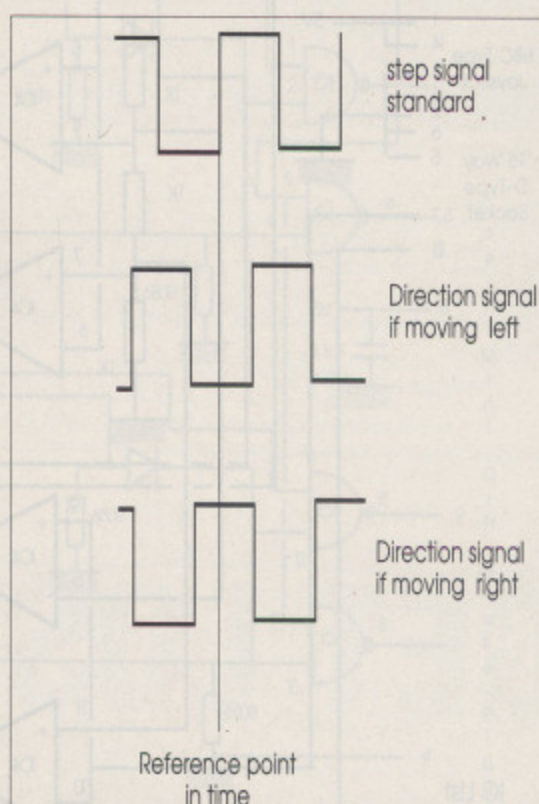 step signal
standard
Direction signal
if moving left
Direction signal
if moving right
Reference point
in time